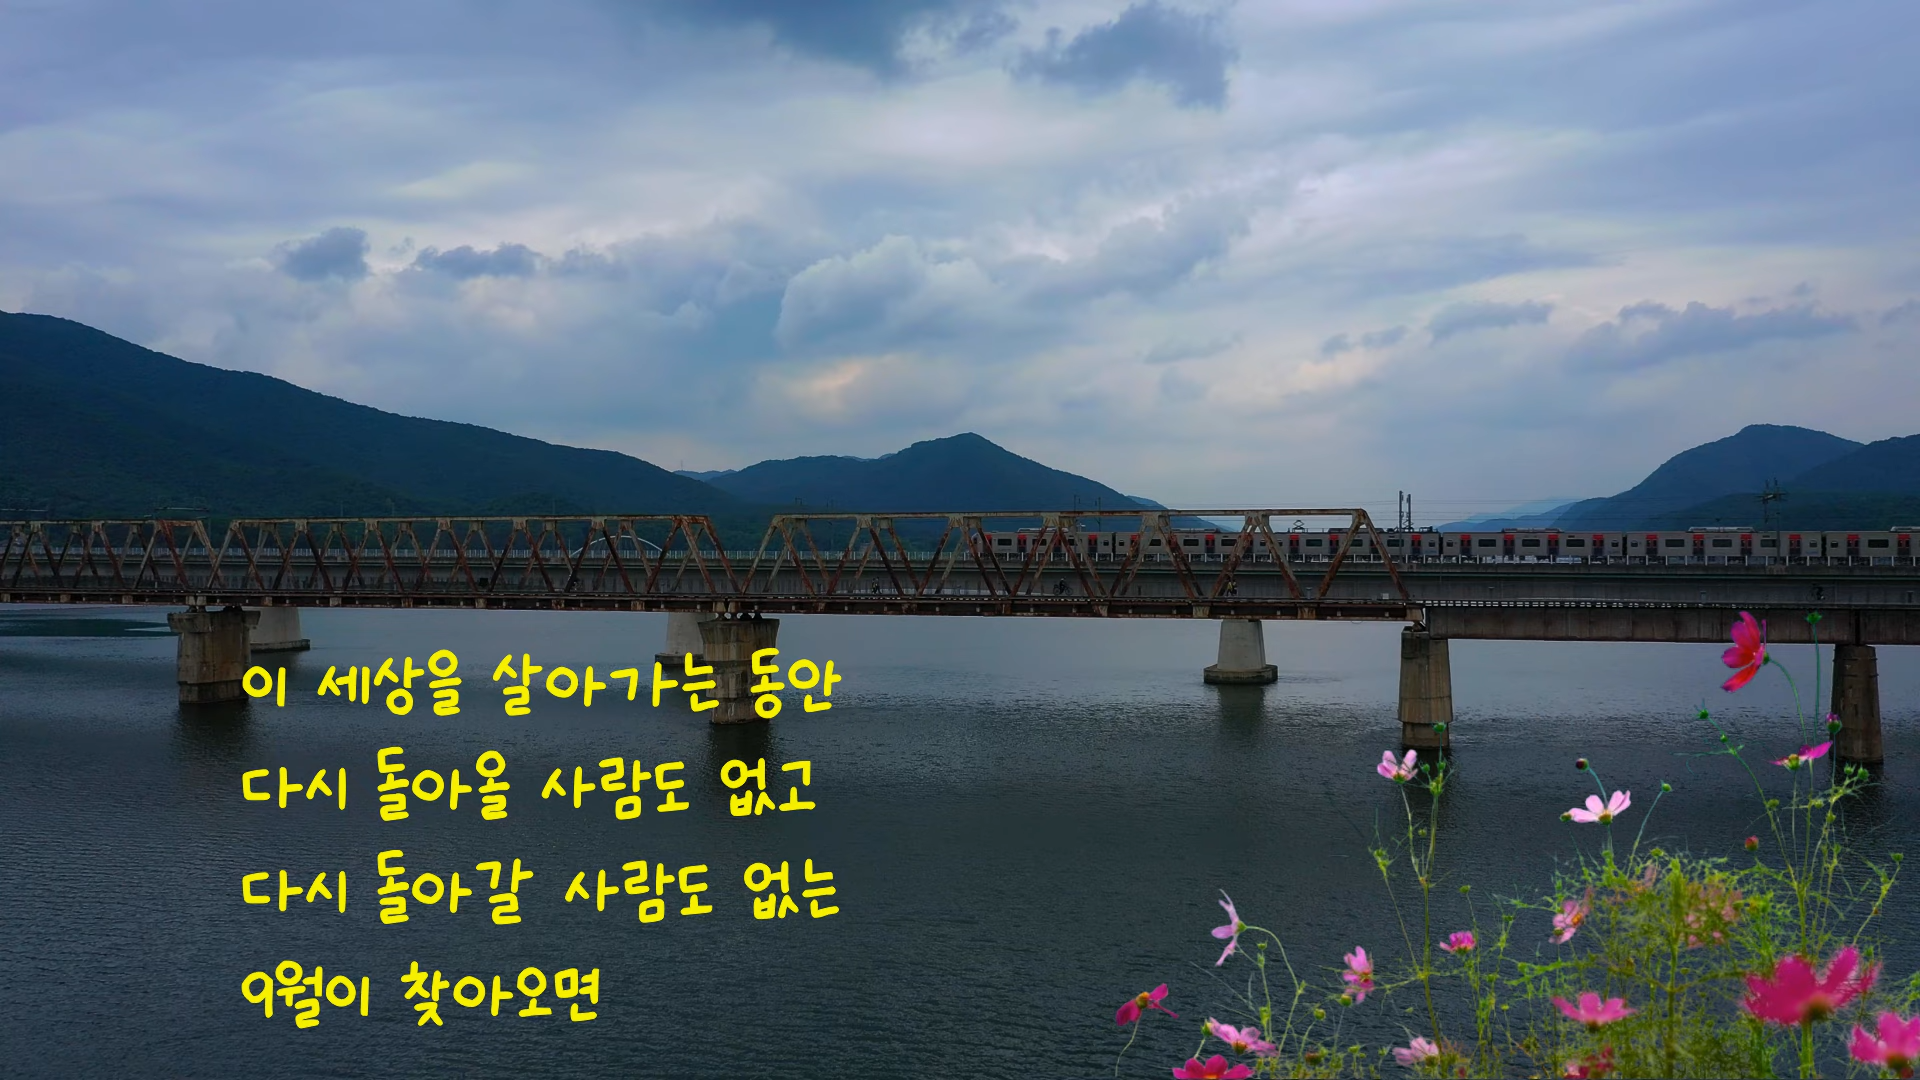 이 세상을 살아가는 동안
다시 돌아올 사람도 없고
다시 돌아갈 사람도 없는
9월이 찾아오면